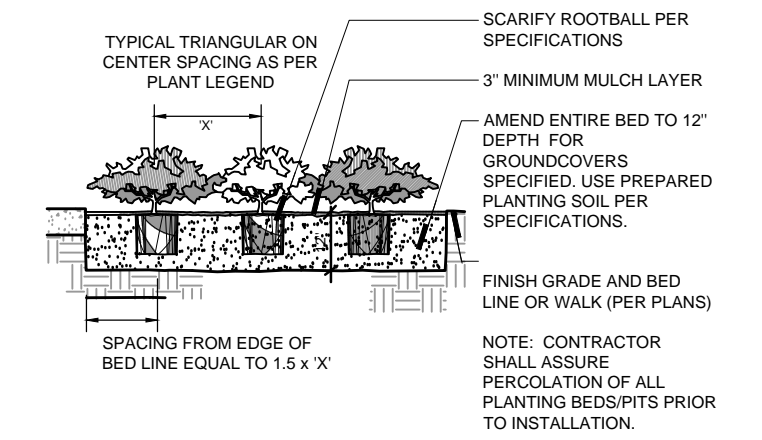 TYPICAL TRIANGULAR ON
CENTER SPACING AS PER
PLANT LEGEND
'X'
SCARIFY ROOTBALL PER
SPECIFICATIONS
3" MINIMUM MULCH LAYER
AMEND ENTIRE BED TO 12"
DEPTH FOR
GROUNDCOVERS
SPECIFIED. USE PREPARED
PLANTING SOIL PER
SPECIFICATIONS.
12"
FINISH GRADE AND BED
LINE OR WALK (PER PLANS)
SPACING FROM EDGE OF
BED LINE EQUAL TO 1.5 x 'X'
NOTE: CONTRACTOR
SHALL ASSURE
PERCOLATION OF ALL
PLANTING BEDS/PITS PRIOR
TO INSTALLATION.